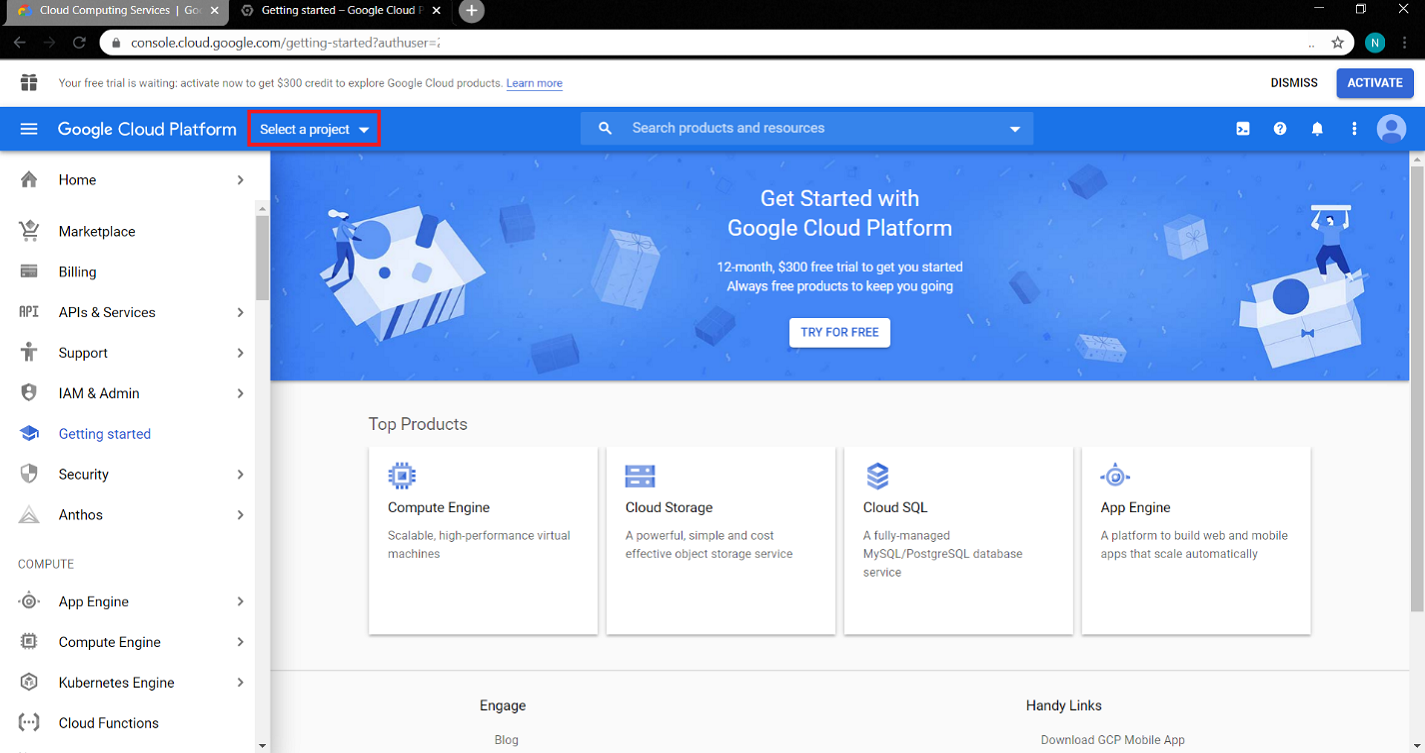 Cloud Computing Services | Go
Getting started – Google Cloud P
console.cloud.google.com/getting-started?authuser=2
N
Your free trial is waiting: activate now to get $300 credit to explore Google Cloud products. Learn more
DISMISS
ACTIVATE
Google Cloud Platform
Select a project
Search products and resources
Home
Marketplace
Billing
API
APIs & Services
Support
IAM & Admin
Getting started
Security
Anthos
COMPUTE
App Engine
Compute Engine
Kubernetes Engine
Cloud Functions
Get Started with
Google Cloud Platform
12-month, $300 free trial to get you started
Always free products to keep you going
TRY FOR FREE
Top Products
Compute Engine
Scalable, high-performance virtual
machines
Cloud Storage
A powerful, simple and cost
effective object storage service
Cloud SQL
A fully-managed
MySQL/PostgreSQL database
service
App Engine
A platform to build web and mobile
apps that scale automatically
Engage
Blog
Handy Links
Download GCP Mobile App